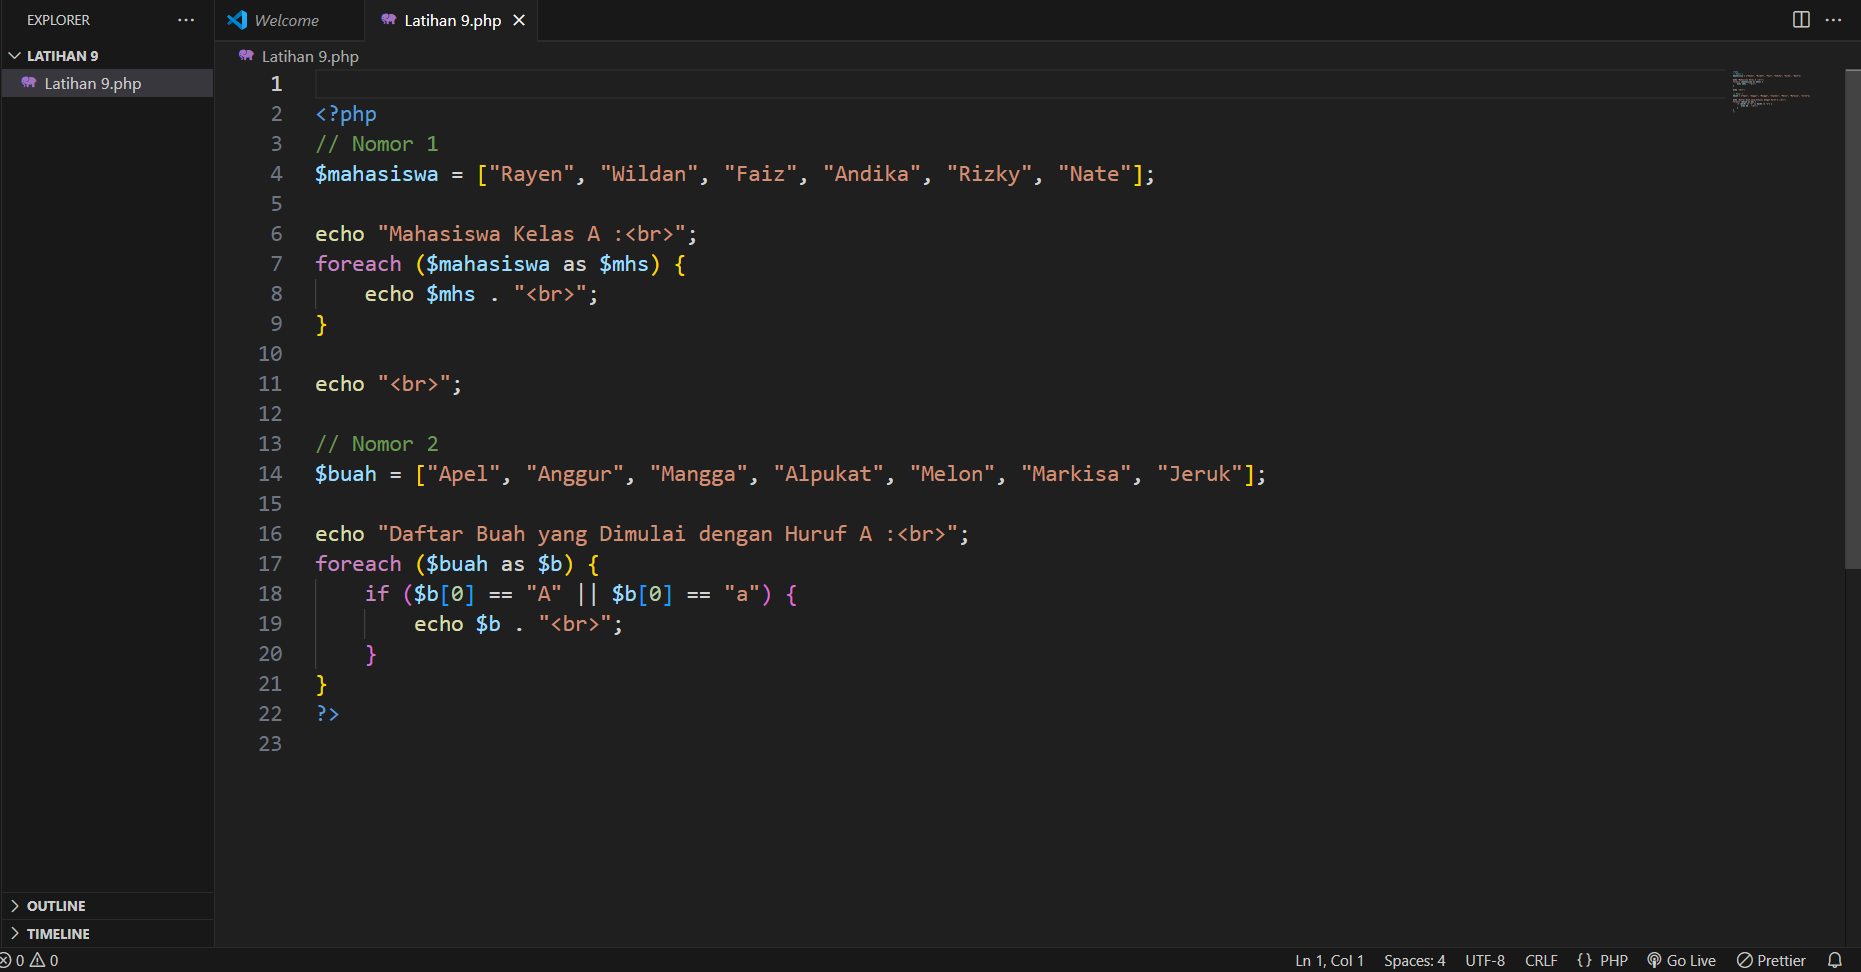 EXPLORER ···
Welcome
Latihan 9.php
LATIHAN 9
Latihan 9.php
Latihan 9.php
1
2 <?php
3 // Nomor 1
4 $mahasiswa = ["Rayen", "Wildan", "Faiz", "Andika", "Rizky", "Nate"];
5
6 echo "Mahasiswa Kelas A :<br>";
7 foreach ($mahasiswa as $mhs) {
8     echo $mhs . "<br>";
9 }
10
11 echo "<br>";
12
13 // Nomor 2
14 $buah = ["Apel", "Anggur", "Mangga", "Alpukat", "Melon", "Markisa", "Jeruk"];
15
16 echo "Daftar Buah yang Dimulai dengan Huruf A :<br>";
17 foreach ($buah as $b) {
18     if ($b[0] == "A" || $b[0] == "a") {
19         echo $b . "<br>";
20     }
21 }
22 ?>
23
OUTLINE
TIMELINE
0 0
Ln 1, Col 1 Spaces: 4 UTF-8 CRLF {} PHP Go Live Prettier